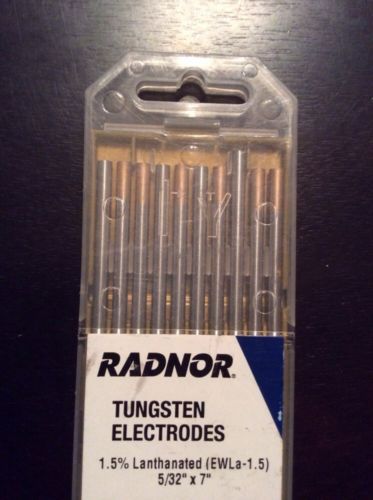 RADNOR®
TUNGSTEN
ELECTRODES
1.5% Lanthanated (EWLa-1.5)
5/32" x 7"